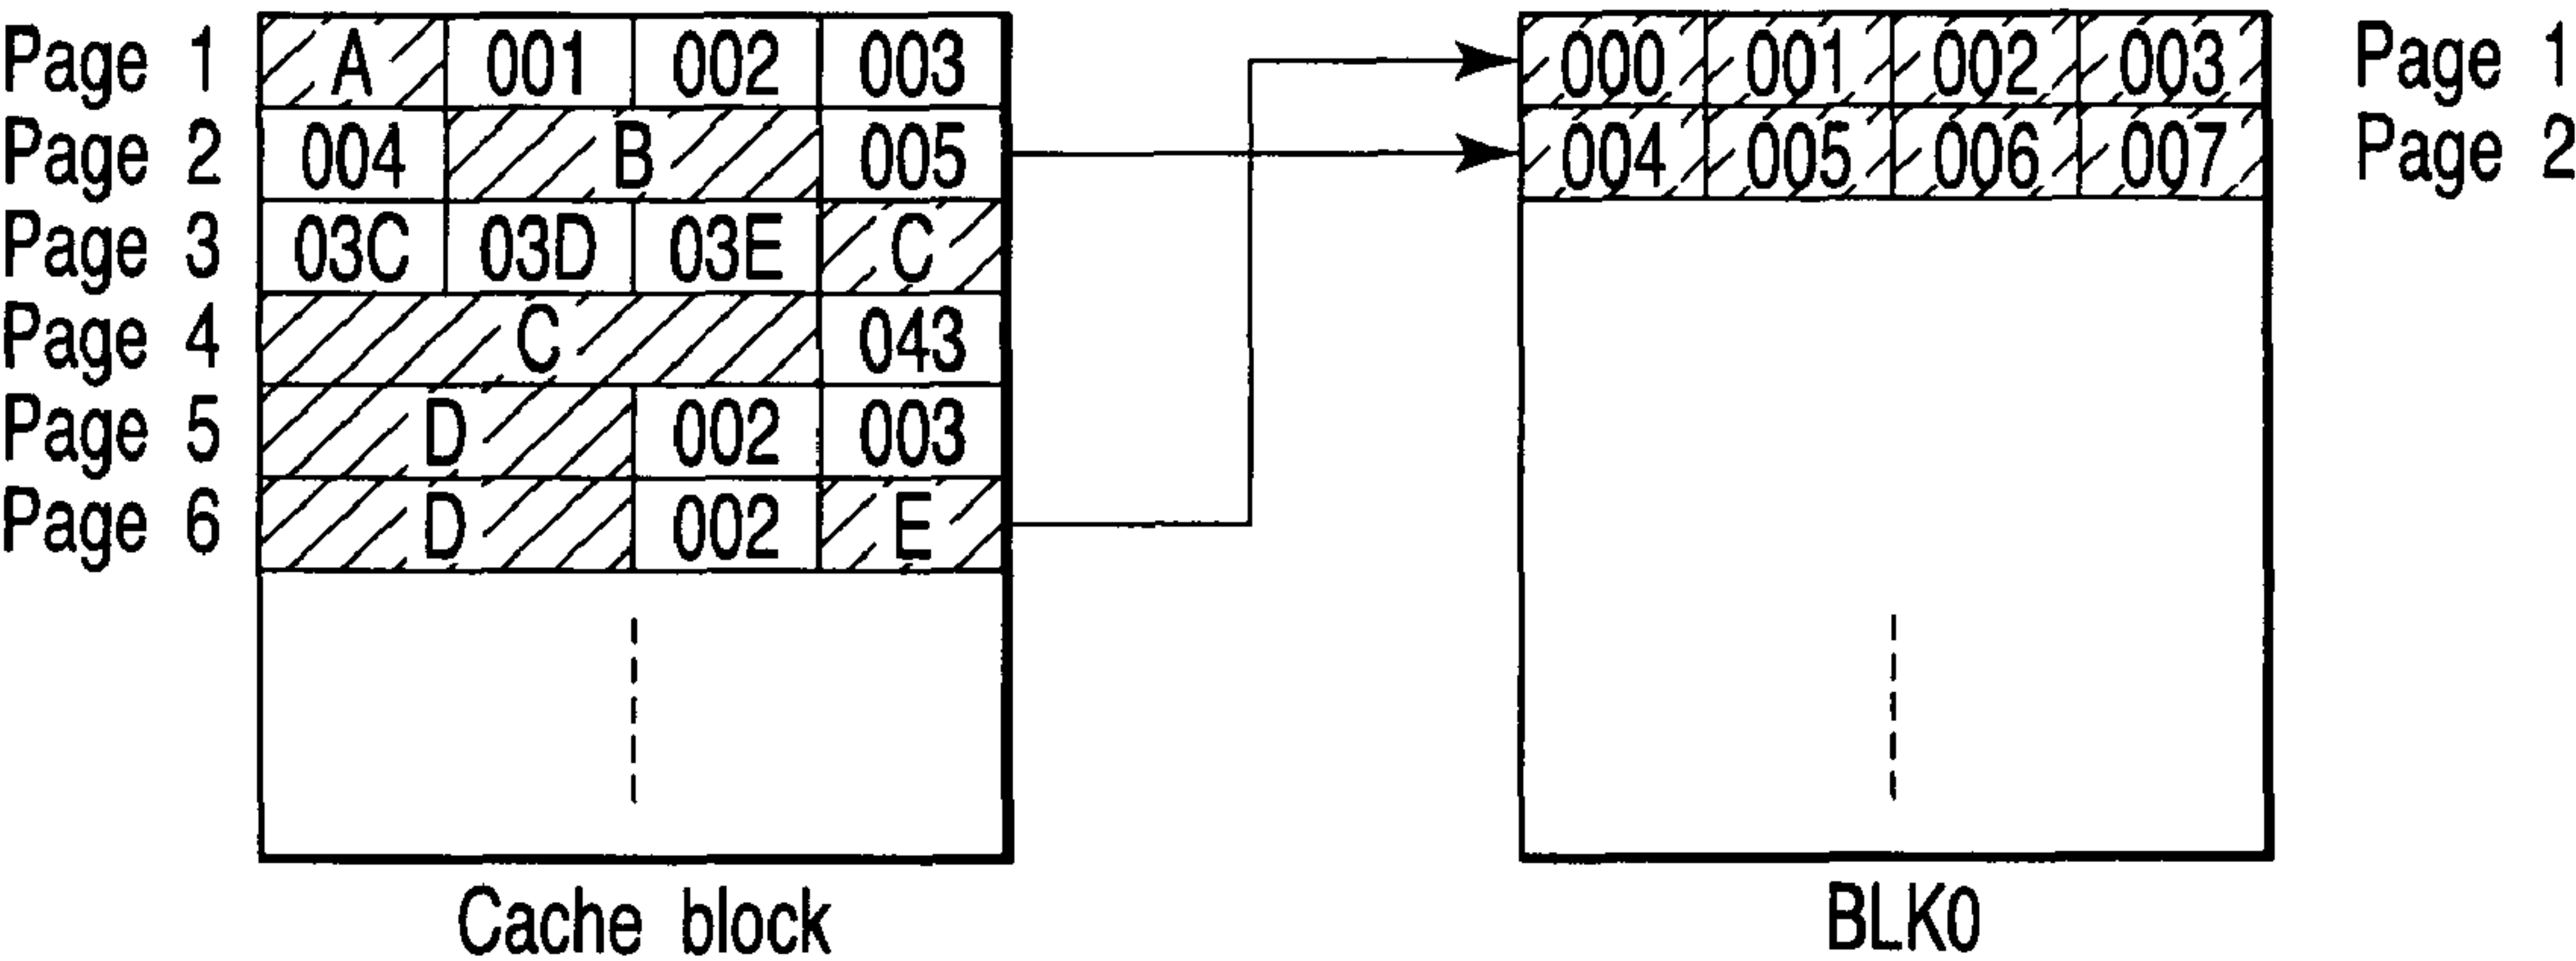 Page 1 A 001 002 003 000 001 002 003 Page 1
Page 2 004 B 005 004 005 006 007 Page 2
Page 3 03C 03D 03E C
Page 4 C 043
Page 5 D 002 003
Page 6 D 002 E
Cache block BLK0